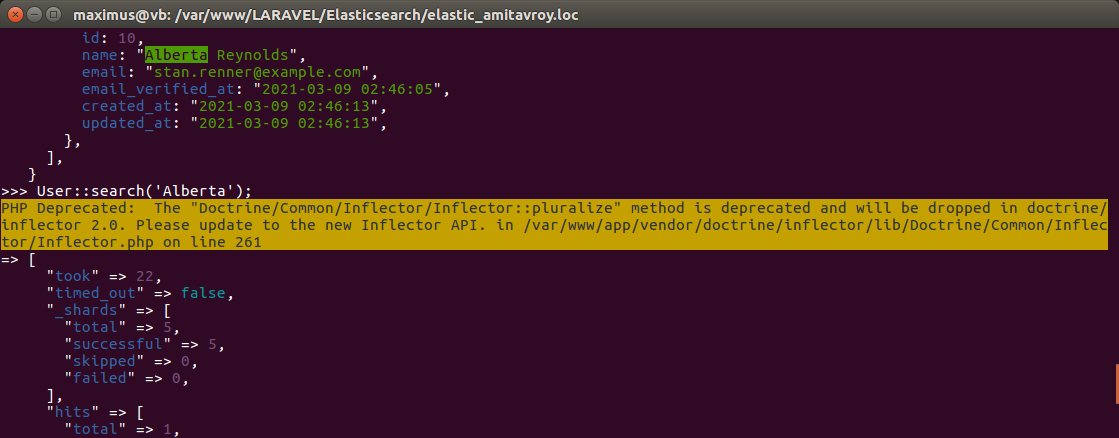 maximus@vb: /var/www/LARAVEL/Elasticsearch/elastic_amitavroy.loc
id: 10,
name: "Alberta Reynolds",
email: "stan.renner@example.com",
email_verified_at: "2021-03-09 02:46:05",
created_at: "2021-03-09 02:46:13",
updated_at: "2021-03-09 02:46:13",
},
],
}
>>> User::search('Alberta');
PHP Deprecated:  The "Doctrine/Common/Inflector/Inflector::pluralize" method is deprecated and will be dropped in doctrine/
inflector 2.0. Please update to the new Inflector API. in /var/www/app/vendor/doctrine/inflector/lib/Doctrine/Common/Inflec
tor/Inflector.php on line 261
=> [
"took" => 22,
"timed_out" => false,
"_shards" => [
"total" => 5,
"successful" => 5,
"skipped" => 0,
"failed" => 0,
],
"hits" => [
"total" => 1,